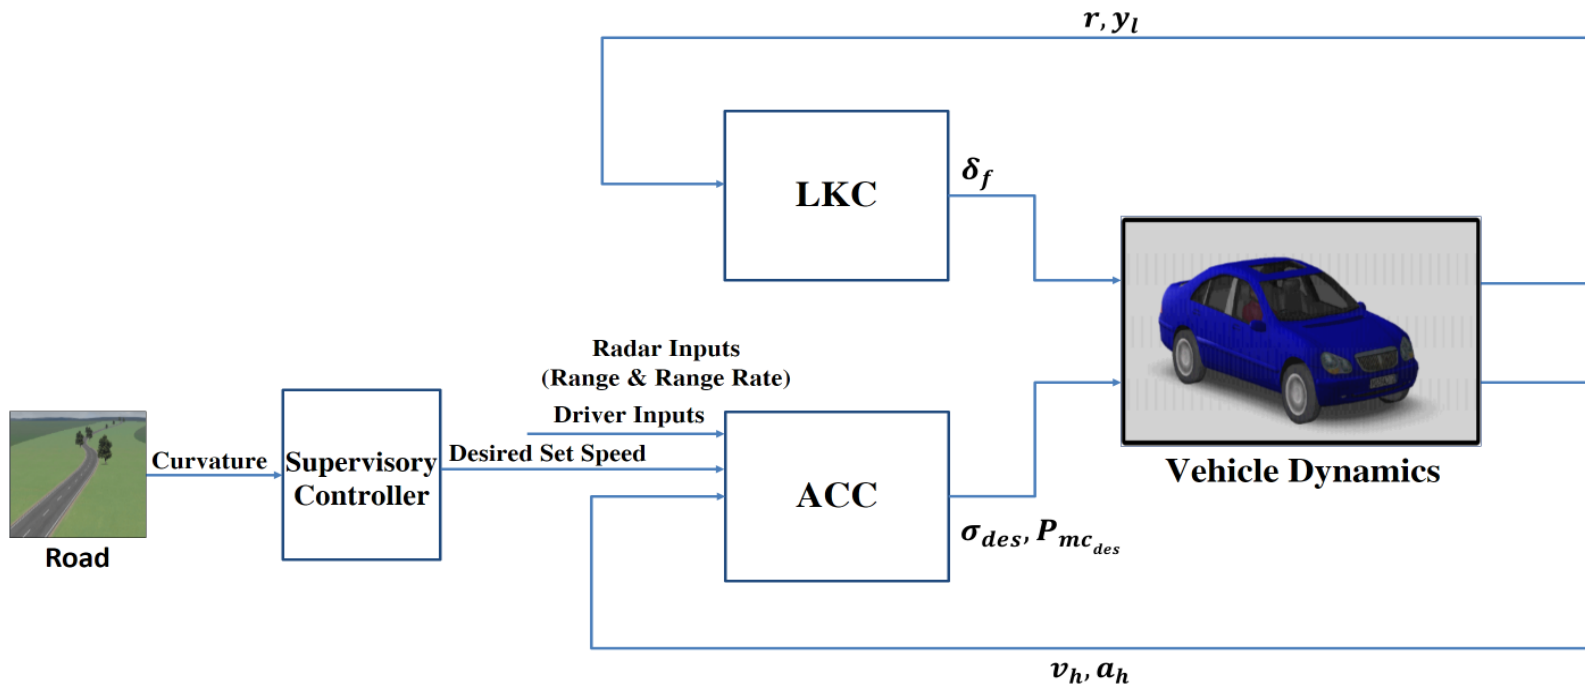 r, y_l
LKC
δ_f
Radar Inputs
(Range & Range Rate)
Driver Inputs
Curvature
Supervisory
Controller
Desired Set Speed
ACC
Vehicle Dynamics
Road
σ_des, P_mc_des
v_h, a_h